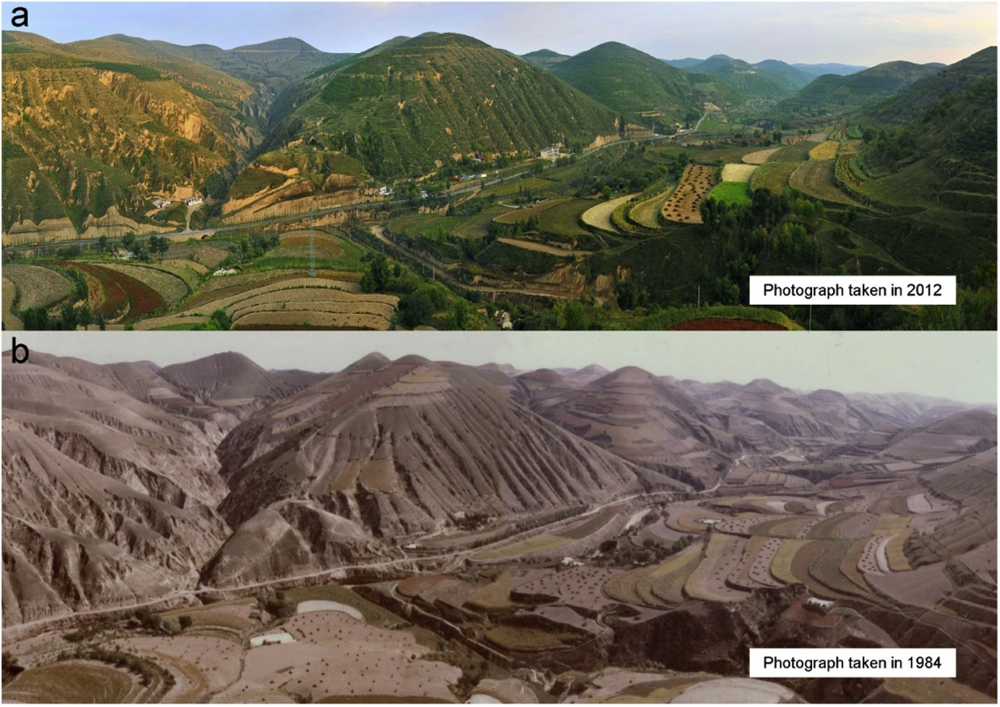 a
Photograph taken in 2012
b
Photograph taken in 1984